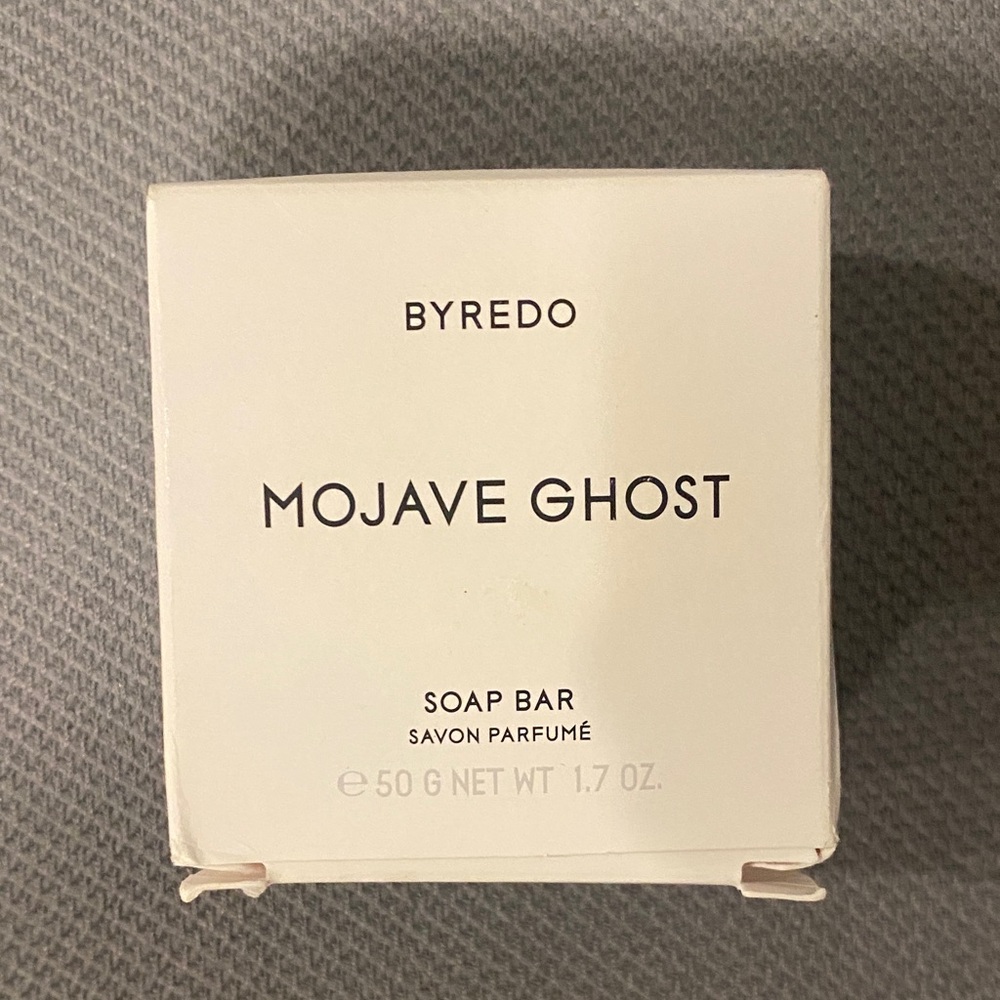 BYREDO
MOJAVE GHOST
SOAP BAR
SAVON PARFUMÉ
℮ 50 G NET WT 1.7 OZ.